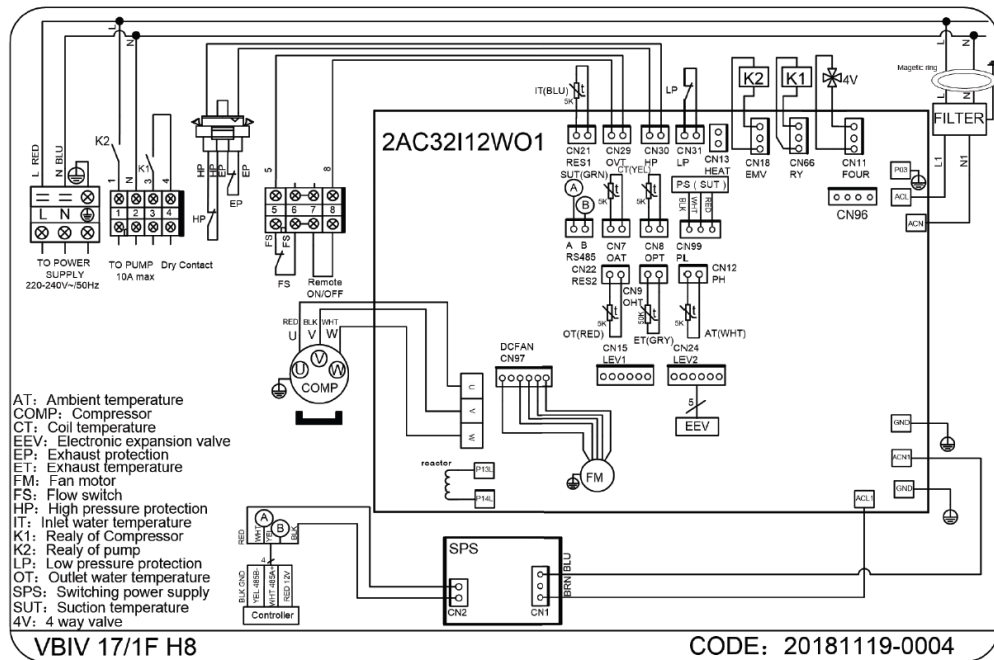 L
N
L RED
N BLU
K2
K1
1
N
3
4
L N
1 2 3 4
TO POWER
SUPPLY
220-240V~/50Hz
TO PUMP
10A max
Dry Contact
HP
HP
EP
EP
HP
EP
5
8
5 6 7 8
FS
FS
FS
Remote
ON/OFF
2AC32I12WO1
IT(BLU)
5K
t
LP
K2
K1
4V
CN21
RES1
CN29
OVT
CN30
HP
CN31
LP
CN13
HEAT
CN18
EMV
CN66
RY
CN11
FOUR
Magetic ring
L
N
L
N
FILTER
L1
N1
P03
ACL
ACN
CN96
SUT(GRN)
A
B
A B
RS485
CT(YEL)
5K
t
5K
t
PS ( SUT )
BLK
WHT
RED
CN7
OAT
CN8
OPT
CN99
PL
CN22
RES2
CN9
OHT
CN12
PH
5K
t
50K
t
5K
t
OT(RED)
ET(GRY)
AT(WHT)
CN15
LEV1
CN24
LEV2
5
EEV
DCFAN
CN97
FM
RED BLK WHT
U V W
U
V
W
COMP
U
V
W
reactor
P13L
P14L
GND
ACN1
GND
ACL1
AT: Ambient temperature
COMP: Compressor
CT: Coil temperature
EEV: Electronic expansion valve
EP: Exhaust protection
ET: Exhaust temperature
FM: Fan motor
FS: Flow switch
HP: High pressure protection
IT: Inlet water temperature
K1: Realy of Compressor
K2: Realy of pump
LP: Low pressure protection
OT: Outlet water temperature
SPS: Switching power supply
SUT: Suction temperature
4V: 4 way valve
RED
WHT
A
YEL
B
BLK
4
BLK GND
YEL 485B-
WHT 485A+
RED 12V
Controller
SPS
CN2
CN1
BLU
BRN
VBIV 17/1F H8
CODE: 20181119-0004